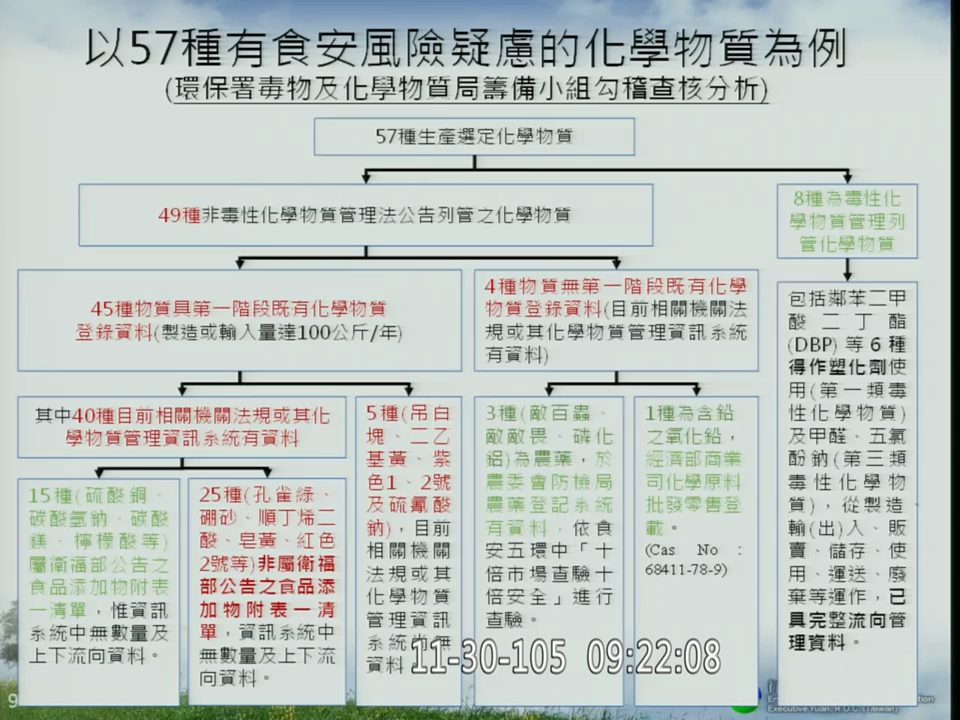 以57種有食安風險疑慮的化學物質為例
(環保署毒物及化學物質局籌備小組勾稽查核分析)
57種生產選定化學物質
49種非毒性化學物質管理法公告列管之化學物質
8種為毒性化
學物質管理列
管化學物質
45種物質具第一階段既有化學物質
登錄資料(製造或輸入量達100公斤/年)
4種物質無第一階段既有化學
物質登錄資料(目前相關機關法
規或其化學物質管理資訊系統
有資料)
包括鄰苯二甲
酸二丁酯
(DBP) 等6種
得作塑化劑使
用(第一類毒
性化學物質)
及甲醛、五氯
酚鈉(第三類
毒性化學物
質)，從製造、
輸(出)入、販
賣、儲存、使
用、運送、廢
棄等運作，已
具完整流向管
理資料。
其中40種目前相關機關法規或其化
學物質管理資訊系統有資料
5種(吊白
塊、二乙
基黃、紫
色1、2號
及硫氰酸
鈉)，目前
相關機關
法規或其
化學物質
管理資訊
系統尚無
資料
3種(敵百蟲、
敵敵畏、磷化
鋁)為農藥，於
農委會防檢局
農藥登記系統
有資料，依食
安五環中「十
倍市場查驗十
倍安全」進行
查驗。
1種為含鉛
之氧化鉛，
經濟部商業
司化學原料
批發零售登
載。
(Cas No :
68411-78-9)
15種(硫酸銅、
碳酸氫鈉、碳酸
鎂、檸檬酸等)
屬衛福部公告之
食品添加物附表
一清單，惟資訊
系統中無數量及
上下流向資料。
25種(孔雀綠、
硼砂、順丁烯二
酸、皂黃、紅色
2號等)非屬衛福
部公告之食品添
加物附表一清
單，資訊系統中
無數量及上下流
向資料。
11-30-105 09:22:08
9
Executive Yuan, R.O.C. (Taiwan)